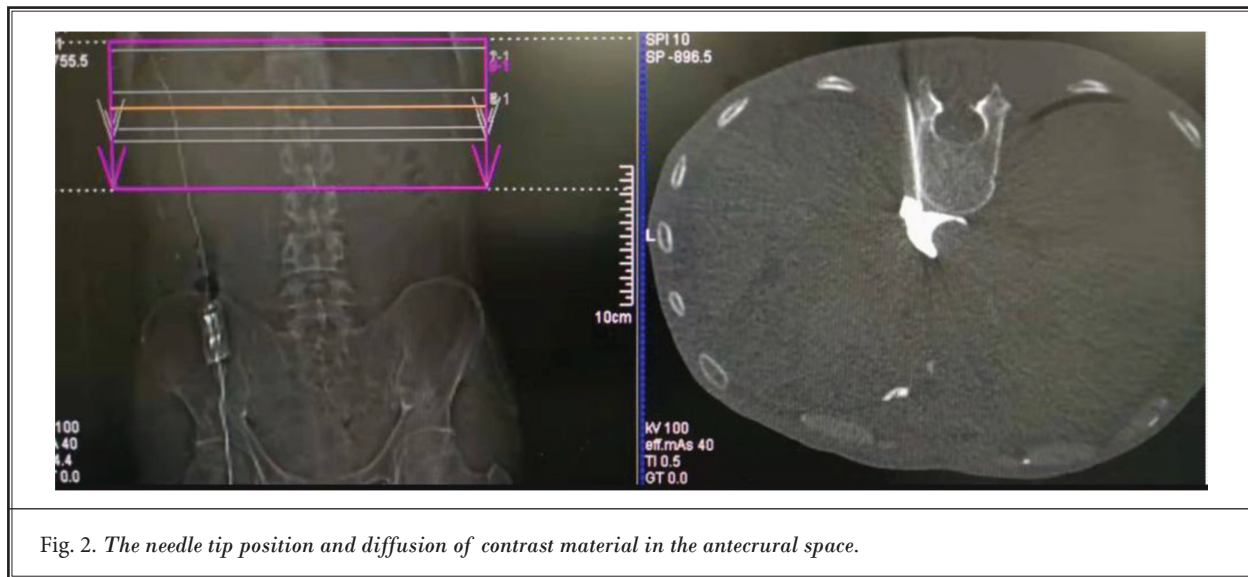 755.5
10cm
100
40
4.4
0.0
SPI 10
SP -896.5
L
kV 100
eff.mAs 40
TI 0.5
GT 0.0
Fig. 2. The needle tip position and diffusion of contrast material in the antecrural space.